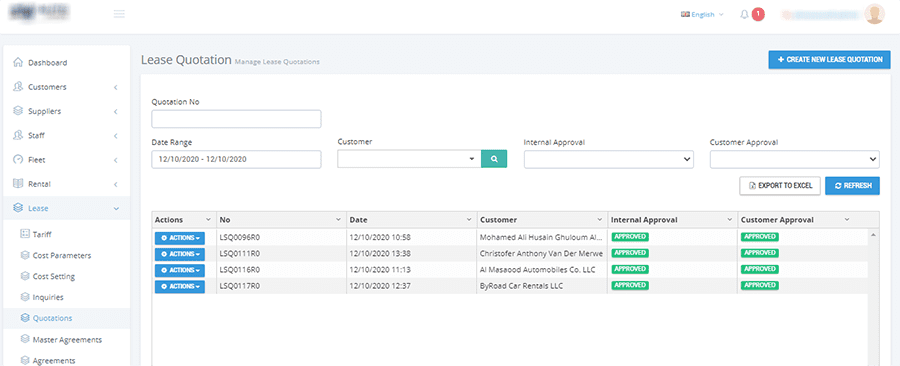 English
1
Dashboard
Customers
Suppliers
Staff
Fleet
Rental
Lease
Tariff
Cost Parameters
Cost Setting
Inquiries
Quotations
Master Agreements
Agreements
Lease Quotation Manage Lease Quotations
+ CREATE NEW LEASE QUOTATION
Quotation No
Date Range Customer Internal Approval Customer Approval
12/10/2020 - 12/10/2020
EXPORT TO EXCEL REFRESH
Actions No Date Customer Internal Approval Customer Approval
ACTIONS LSQ0096R0 12/10/2020 10:58 Mohamed Ali Husain Ghuloum Al... APPROVED APPROVED
ACTIONS LSQ0111R0 12/10/2020 13:38 Christofer Anthony Van Der Merwe APPROVED APPROVED
ACTIONS LSQ0116R0 12/10/2020 11:13 Al Masaood Automobiles Co. LLC APPROVED APPROVED
ACTIONS LSQ0117R0 12/10/2020 12:37 ByRoad Car Rentals LLC APPROVED APPROVED